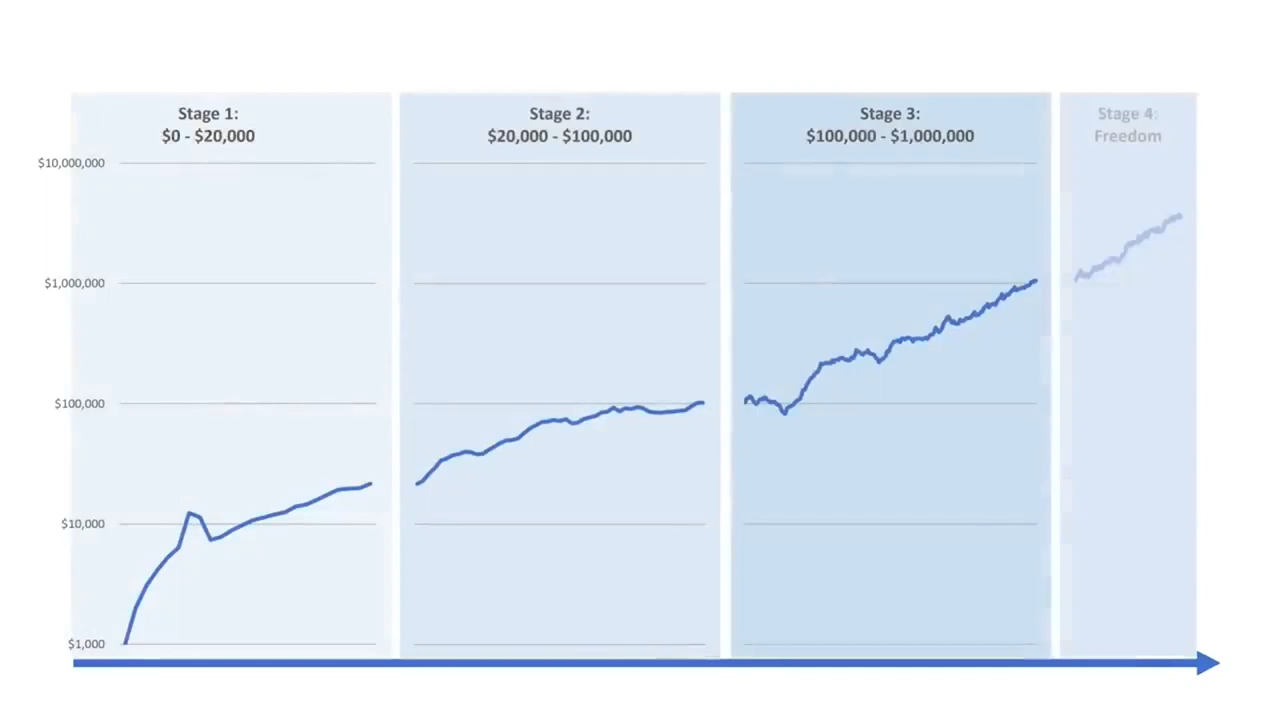 Stage 1:
$0 - $20,000
Stage 2:
$20,000 - $100,000
Stage 3:
$100,000 - $1,000,000
Stage 4:
Freedom
$10,000,000
$1,000,000
$100,000
$10,000
$1,000